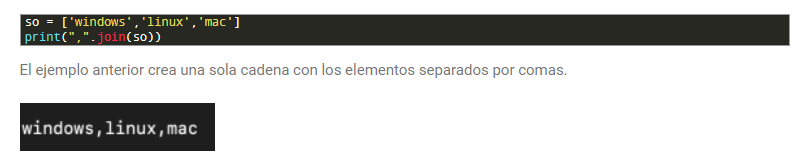 so = ['windows','linux','mac']
print(",".join(so))
El ejemplo anterior crea una sola cadena con los elementos separados por comas.
windows,linux,mac